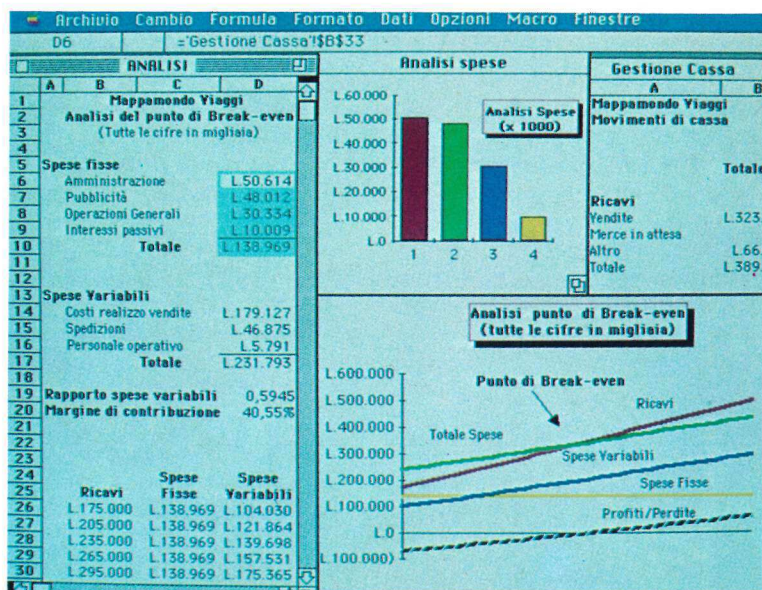 Archivio Cambio Formula Formato Dati Opzioni Macro Finestre
D6 ='Gestione Cassa'!$B$33
ANALISI
A B C D
1 Mappamondo Viaggi
2 Analisi del punto di Break-even
3 (Tutte le cifre in migliaia)
4
5 Spese fisse
6 Amministrazione L.50.614
7 Pubblicità L.48.012
8 Operazioni Generali L.30.334
9 Interessi passivi L.10.009
10 Totale L.138.969
11
12
13 Spese Variabili
14 Costi realizzo vendite L.179.127
15 Spedizioni L.46.875
16 Personale operativo L.5.791
17 Totale L.231.793
18
19 Rapporto spese variabili 0,5945
20 Margine di contribuzione 40,55%
21
22
23
24 Spese Spese
25 Ricavi Fisse Variabili
26 L.175.000 L.138.969 L.104.030
27 L.205.000 L.138.969 L.121.864
28 L.235.000 L.138.969 L.139.698
29 L.265.000 L.138.969 L.157.531
30 L.295.000 L.138.969 L.175.365
Analisi spese
L.60.000
L.50.000
L.40.000
L.30.000
L.20.000
L.10.000
L.0
1 2 3 4
Analisi Spese
(x 1000)
Gestione Cassa
A B
Mappamondo Viaggi
Movimenti di cassa
Totale
Ricavi
Vendite L.323.
Merce in attesa
Altro L.66.
Totale L.389.
Analisi punto di Break-even
(tutte le cifre in migliaia)
L.600.000
L.500.000
L.400.000
L.300.000
L.200.000
L.100.000
L.0
L.100.000)
Punto di Break-even
Ricavi
Totale Spese
Spese Variabili
Spese Fisse
Profiti/Perdite